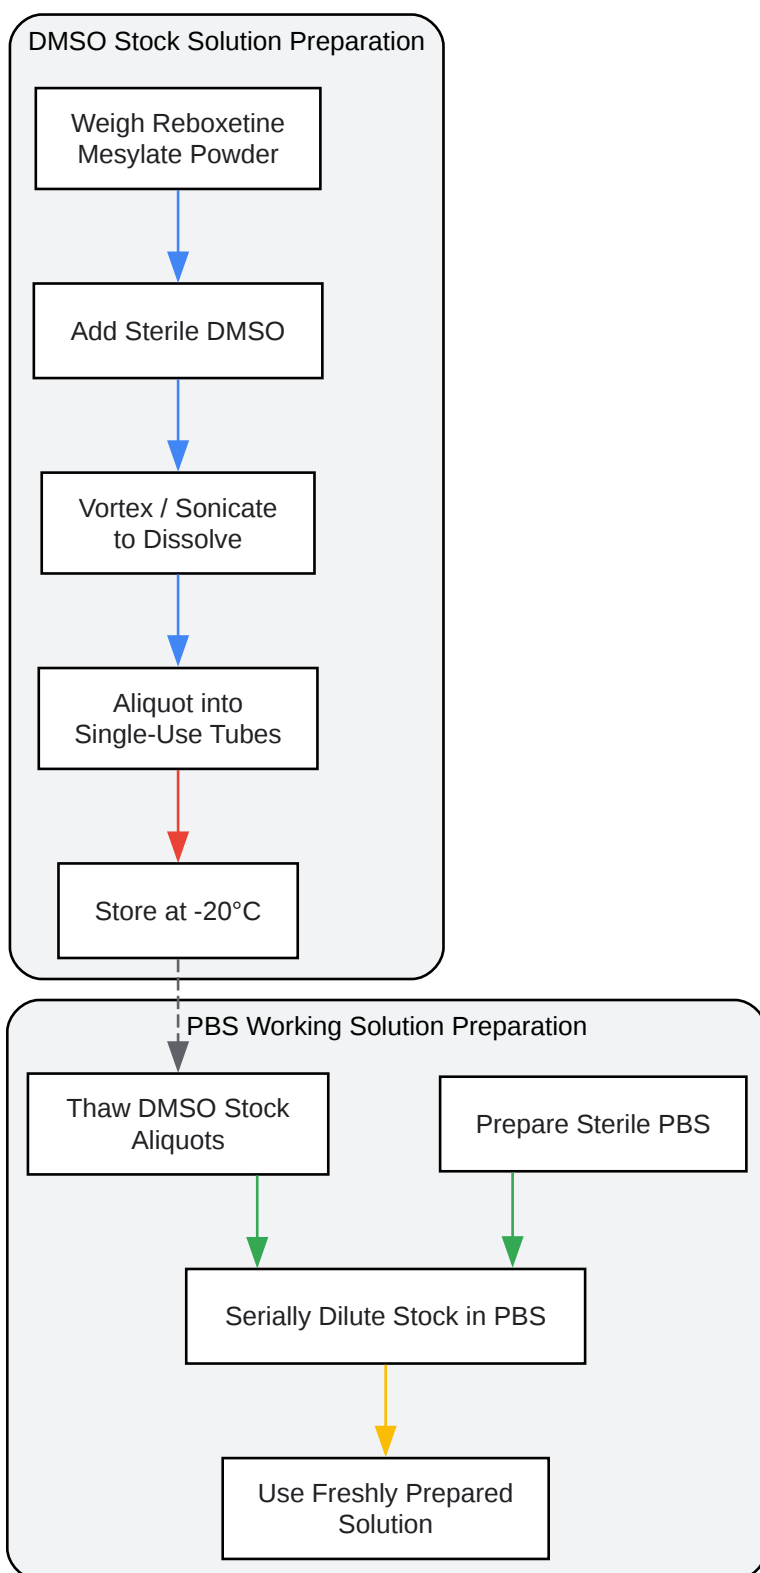 DMSO Stock Solution Preparation
Weigh Reboxetine
Mesylate Powder
Add Sterile DMSO
Vortex / Sonicate
to Dissolve
Aliquot into
Single-Use Tubes
Store at -20°C
PBS Working Solution Preparation
Thaw DMSO Stock
Aliquots
Prepare Sterile PBS
Serially Dilute Stock in PBS
Use Freshly Prepared
Solution